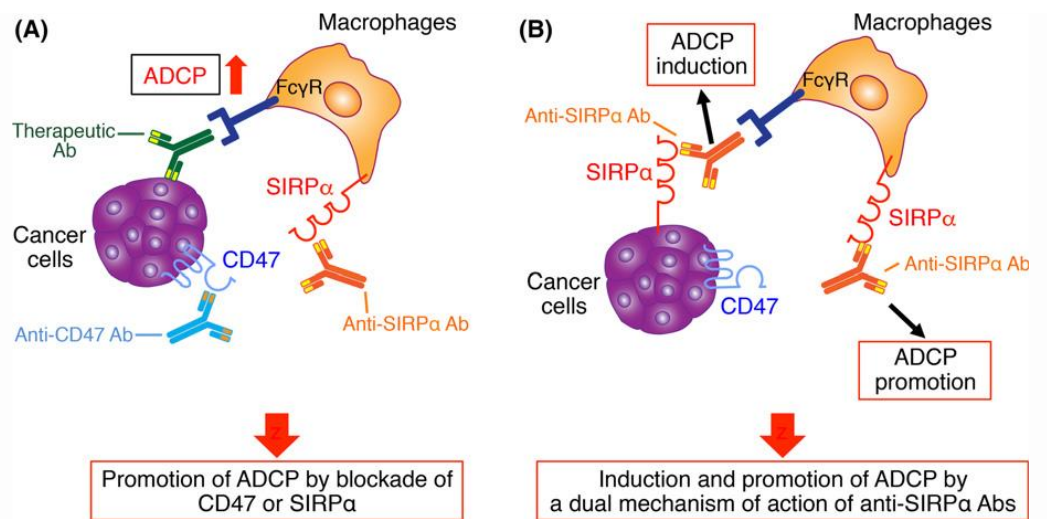 (A)
Macrophages
ADCP
FcγR
Therapeutic
Ab
SIRPα
Cancer
cells
CD47
Anti-CD47 Ab
Anti-SIRPα Ab
z
Promotion of ADCP by blockade of
CD47 or SIRPα
(B)
Macrophages
ADCP
induction
FcγR
Anti-SIRPα Ab
SIRPα
SIRPα
Cancer
cells
CD47
Anti-SIRPα Ab
ADCP
promotion
z
Induction and promotion of ADCP by
a dual mechanism of action of anti-SIRPα Abs